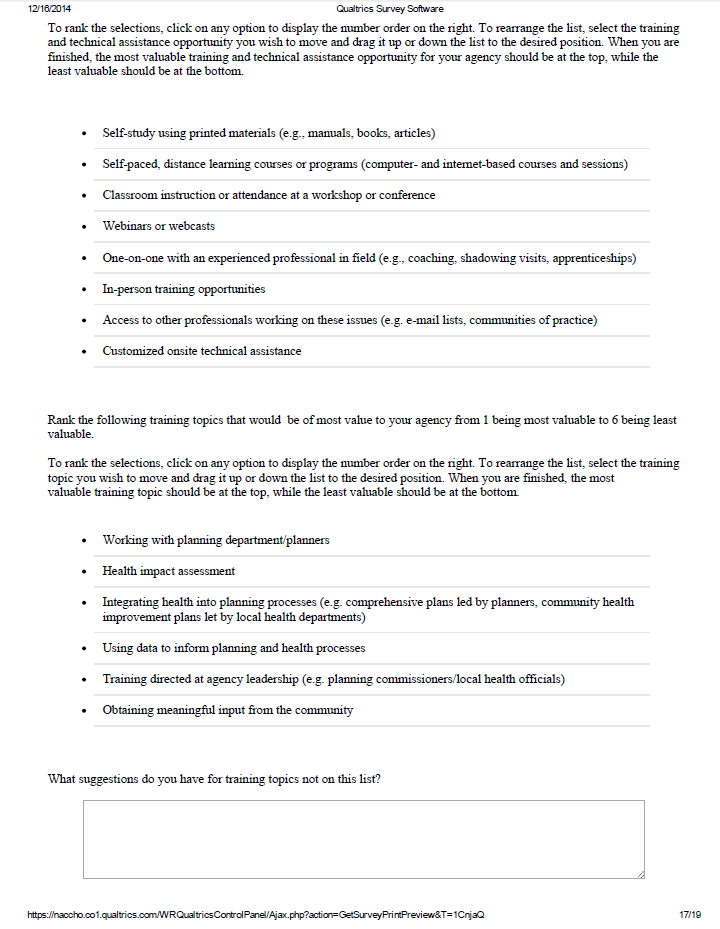 12/16/2014
Qualtrics Survey Software
To rank the selections, click on any option to display the number order on the right. To rearrange the list, select the training
and technical assistance opportunity you wish to move and drag it up or down the list to the desired position. When you are
finished, the most valuable training and technical assistance opportunity for your agency should be at the top, while the
least valuable should be at the bottom.
• Self-study using printed materials (e.g., manuals, books, articles)
• Self-paced, distance learning courses or programs (computer- and internet-based courses and sessions)
• Classroom instruction or attendance at a workshop or conference
• Webinars or webcasts
• One-on-one with an experienced professional in field (e.g., coaching, shadowing visits, apprenticeships)
• In-person training opportunities
• Access to other professionals working on these issues (e.g. e-mail lists, communities of practice)
• Customized onsite technical assistance
Rank the following training topics that would  be of most value to your agency from 1 being most valuable to 6 being least
valuable.
To rank the selections, click on any option to display the number order on the right. To rearrange the list, select the training
topic you wish to move and drag it up or down the list to the desired position. When you are finished, the most
valuable training topic should be at the top, while the least valuable should be at the bottom.
• Working with planning department/planners
• Health impact assessment
• Integrating health into planning processes (e.g. comprehensive plans led by planners, community health
improvement plans let by local health departments)
• Using data to inform planning and health processes
• Training directed at agency leadership (e.g. planning commissioners/local health officials)
• Obtaining meaningful input from the community
What suggestions do you have for training topics not on this list?
https://naccho.co1.qualtrics.com/WRQualtricsControlPanel/Ajax.php?action=GetSurveyPrintPreview&T=1CnjaQ
17/19